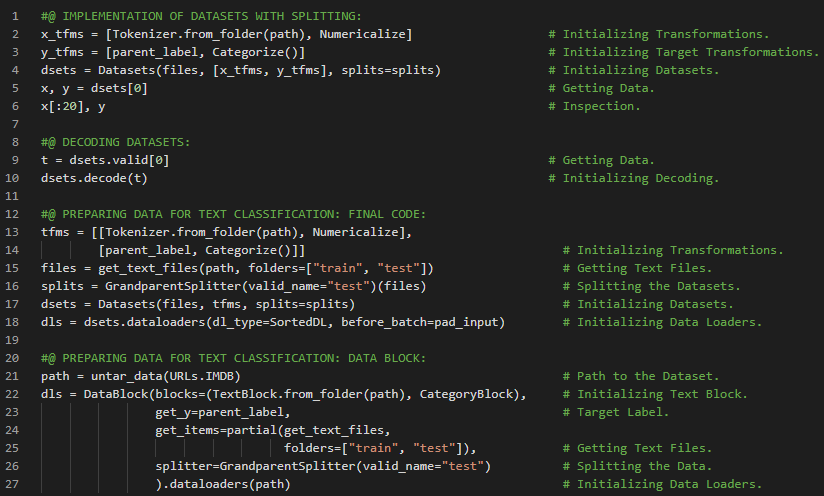 1 #@ IMPLEMENTATION OF DATASETS WITH SPLITTING:
2 x_tfms = [Tokenizer.from_folder(path), Numericalize] # Initializing Transformations.
3 y_tfms = [parent_label, Categorize()] # Initializing Target Transformations.
4 dsets = Datasets(files, [x_tfms, y_tfms], splits=splits) # Initializing Datasets.
5 x, y = dsets[0] # Getting Data.
6 x[:20], y # Inspection.
7
8 #@ DECODING DATASETS:
9 t = dsets.valid[0] # Getting Data.
10 dsets.decode(t) # Initializing Decoding.
11
12 #@ PREPARING DATA FOR TEXT CLASSIFICATION: FINAL CODE:
13 tfms = [[Tokenizer.from_folder(path), Numericalize],
14 [parent_label, Categorize()]] # Initializing Transformations.
15 files = get_text_files(path, folders=["train", "test"]) # Getting Text Files.
16 splits = GrandparentSplitter(valid_name="test")(files) # Splitting the Datasets.
17 dsets = Datasets(files, tfms, splits=splits) # Initializing Datasets.
18 dls = dsets.dataloaders(dl_type=SortedDL, before_batch=pad_input) # Initializing Data Loaders.
19
20 #@ PREPARING DATA FOR TEXT CLASSIFICATION: DATA BLOCK:
21 path = untar_data(URLs.IMDB) # Path to the Dataset.
22 dls = DataBlock(blocks=(TextBlock.from_folder(path), CategoryBlock), # Initializing Text Block.
23 get_y=parent_label, # Target Label.
24 get_items=partial(get_text_files,
25 folders=["train", "test"]), # Getting Text Files.
26 splitter=GrandparentSplitter(valid_name="test") # Splitting the Data.
27 ).dataloaders(path) # Initializing Data Loaders.